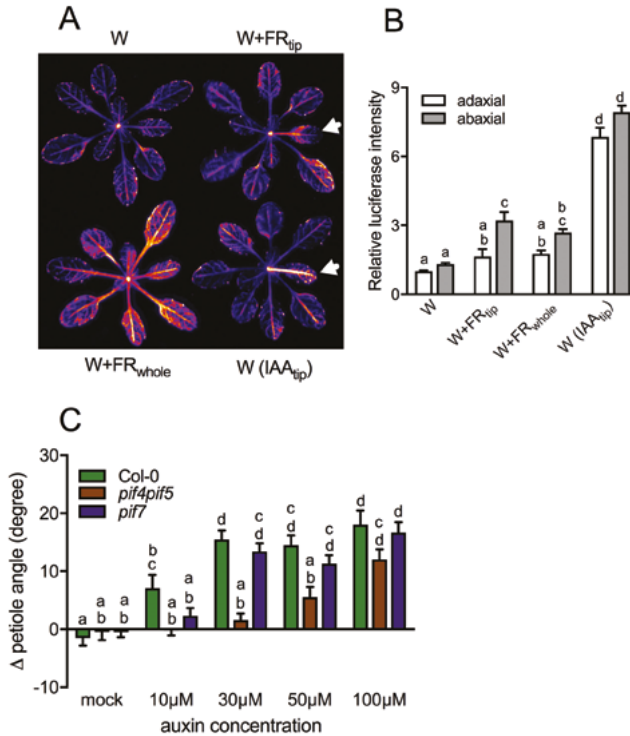 A
W
W+FRtip
W+FRwhole
W (IAAtip)
B
Relative luciferase intensity
9
6
3
0
adaxial
abaxial
a
a
a
b
c
a
b
b
c
d
d
W
W+FRtip
W+FRwhole
W (IAAtip)
C
Δ petiole angle (degree)
30
20
10
0
-10
Col-0
pif4pif5
pif7
a
a
b
a
b
b
c
a
b
a
b
d
a
b
c
d
c
d
a
b
c
d
d
c
d
d
mock
10µM
30µM
50µM
100µM
auxin concentration